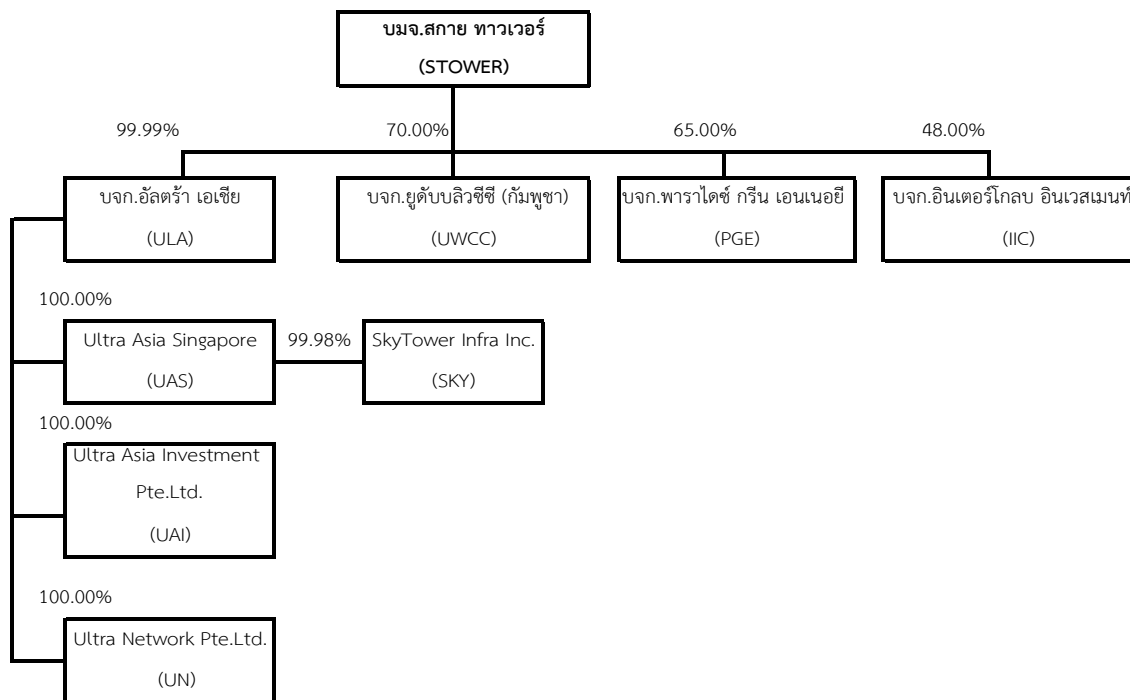 บมจ.สกาย ทาวเวอร์
(STOWER)
99.99%
70.00%
65.00%
48.00%
บจก.อัลตร้า เอเชีย
(ULA)
บจก.ยูดับบลิวซีซี (กัมพูชา)
(UWCC)
บจก.พาราไดซ์ กรีน เอนเนอยี
(PGE)
บจก.อินเตอร์โกลบ อินเวสเมนท์
(IIC)
100.00%
Ultra Asia Singapore
(UAS)
99.98%
SkyTower Infra Inc.
(SKY)
100.00%
Ultra Asia Investment
Pte.Ltd.
(UAI)
100.00%
Ultra Network Pte.Ltd.
(UN)